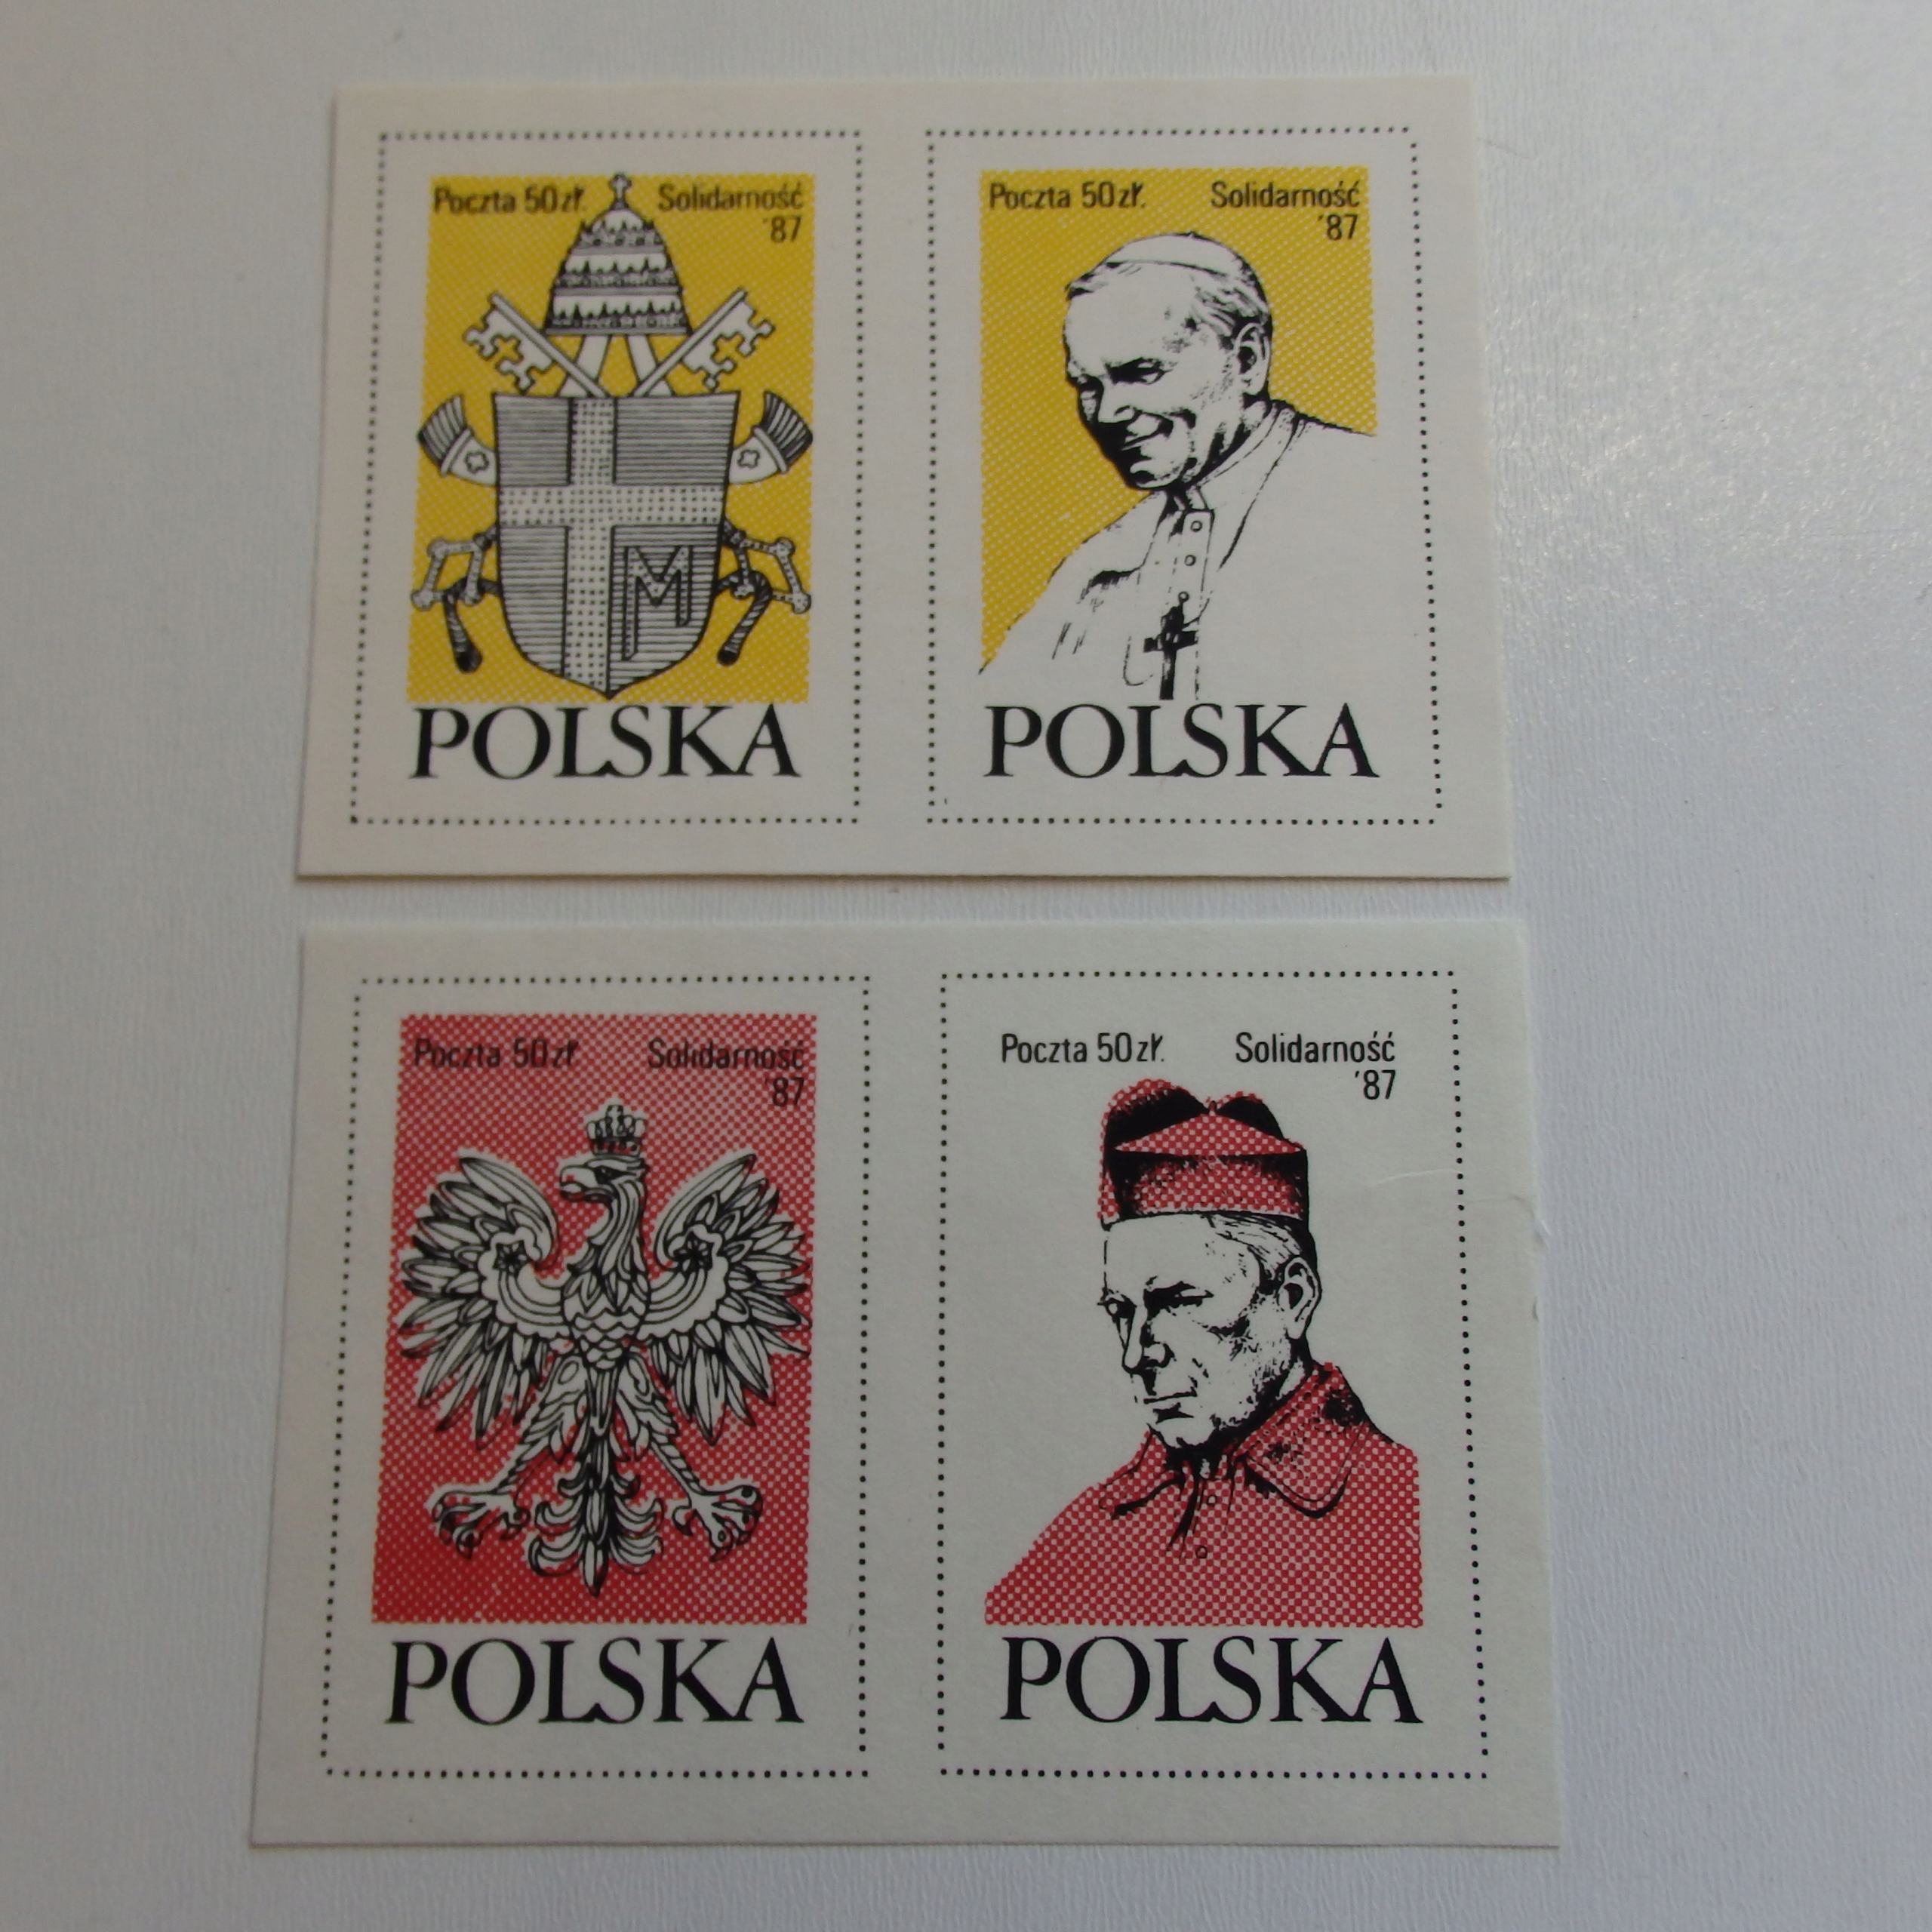 Poczta 50 zł. Solidarność
'87
M
POLSKA
Poczta 50 zł. Solidarność
'87
POLSKA
Poczta 50 zł. Solidarność
'87
POLSKA
Poczta 50 zł. Solidarność
'87
POLSKA